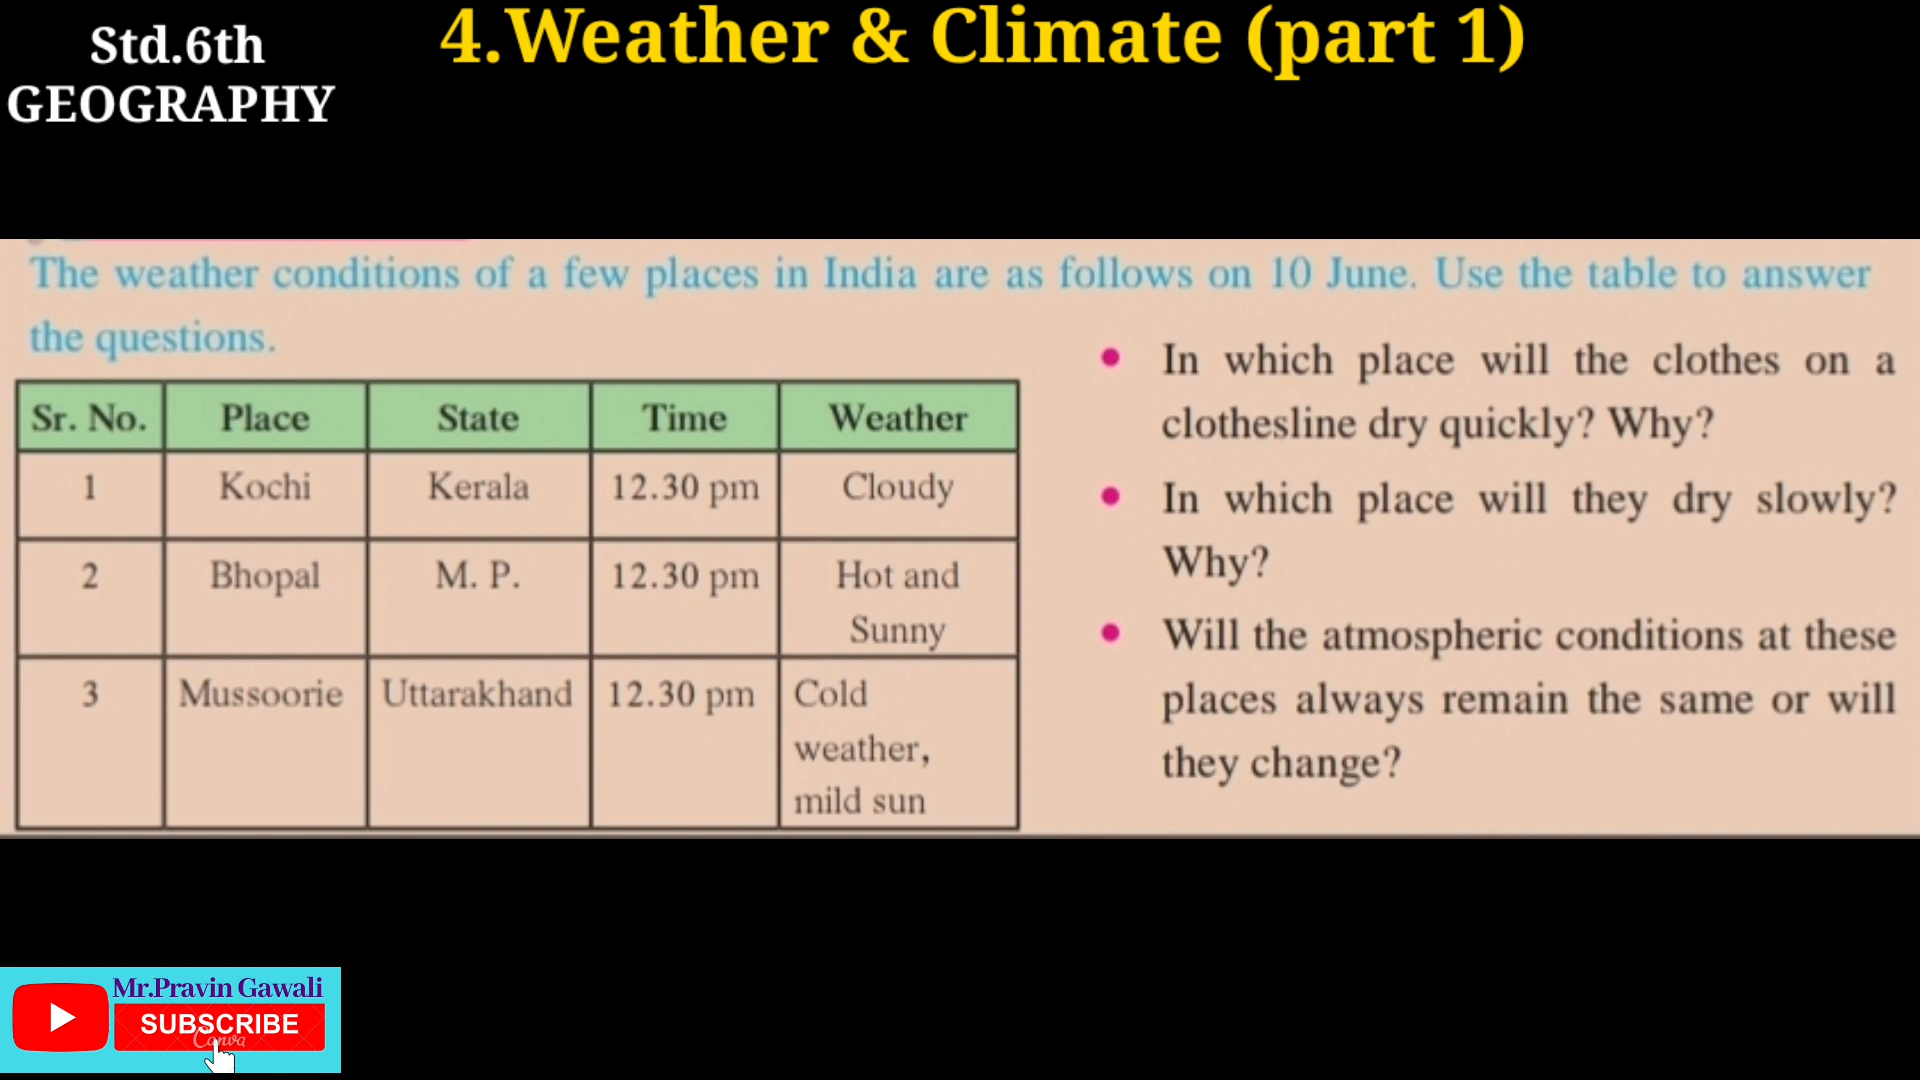 Std.6th
GEOGRAPHY
4.Weather & Climate (part 1)
The weather conditions of a few places in India are as follows on 10 June. Use the table to answer
the questions.
Sr. No. Place State Time Weather
1 Kochi Kerala 12.30 pm Cloudy
2 Bhopal M. P. 12.30 pm Hot and
Sunny
3 Mussoorie Uttarakhand 12.30 pm Cold
weather,
mild sun
• In which place will the clothes on a
clothesline dry quickly? Why?
• In which place will they dry slowly?
Why?
• Will the atmospheric conditions at these
places always remain the same or will
they change?
Mr.Pravin Gawali
SUBSCRIBE
Canva